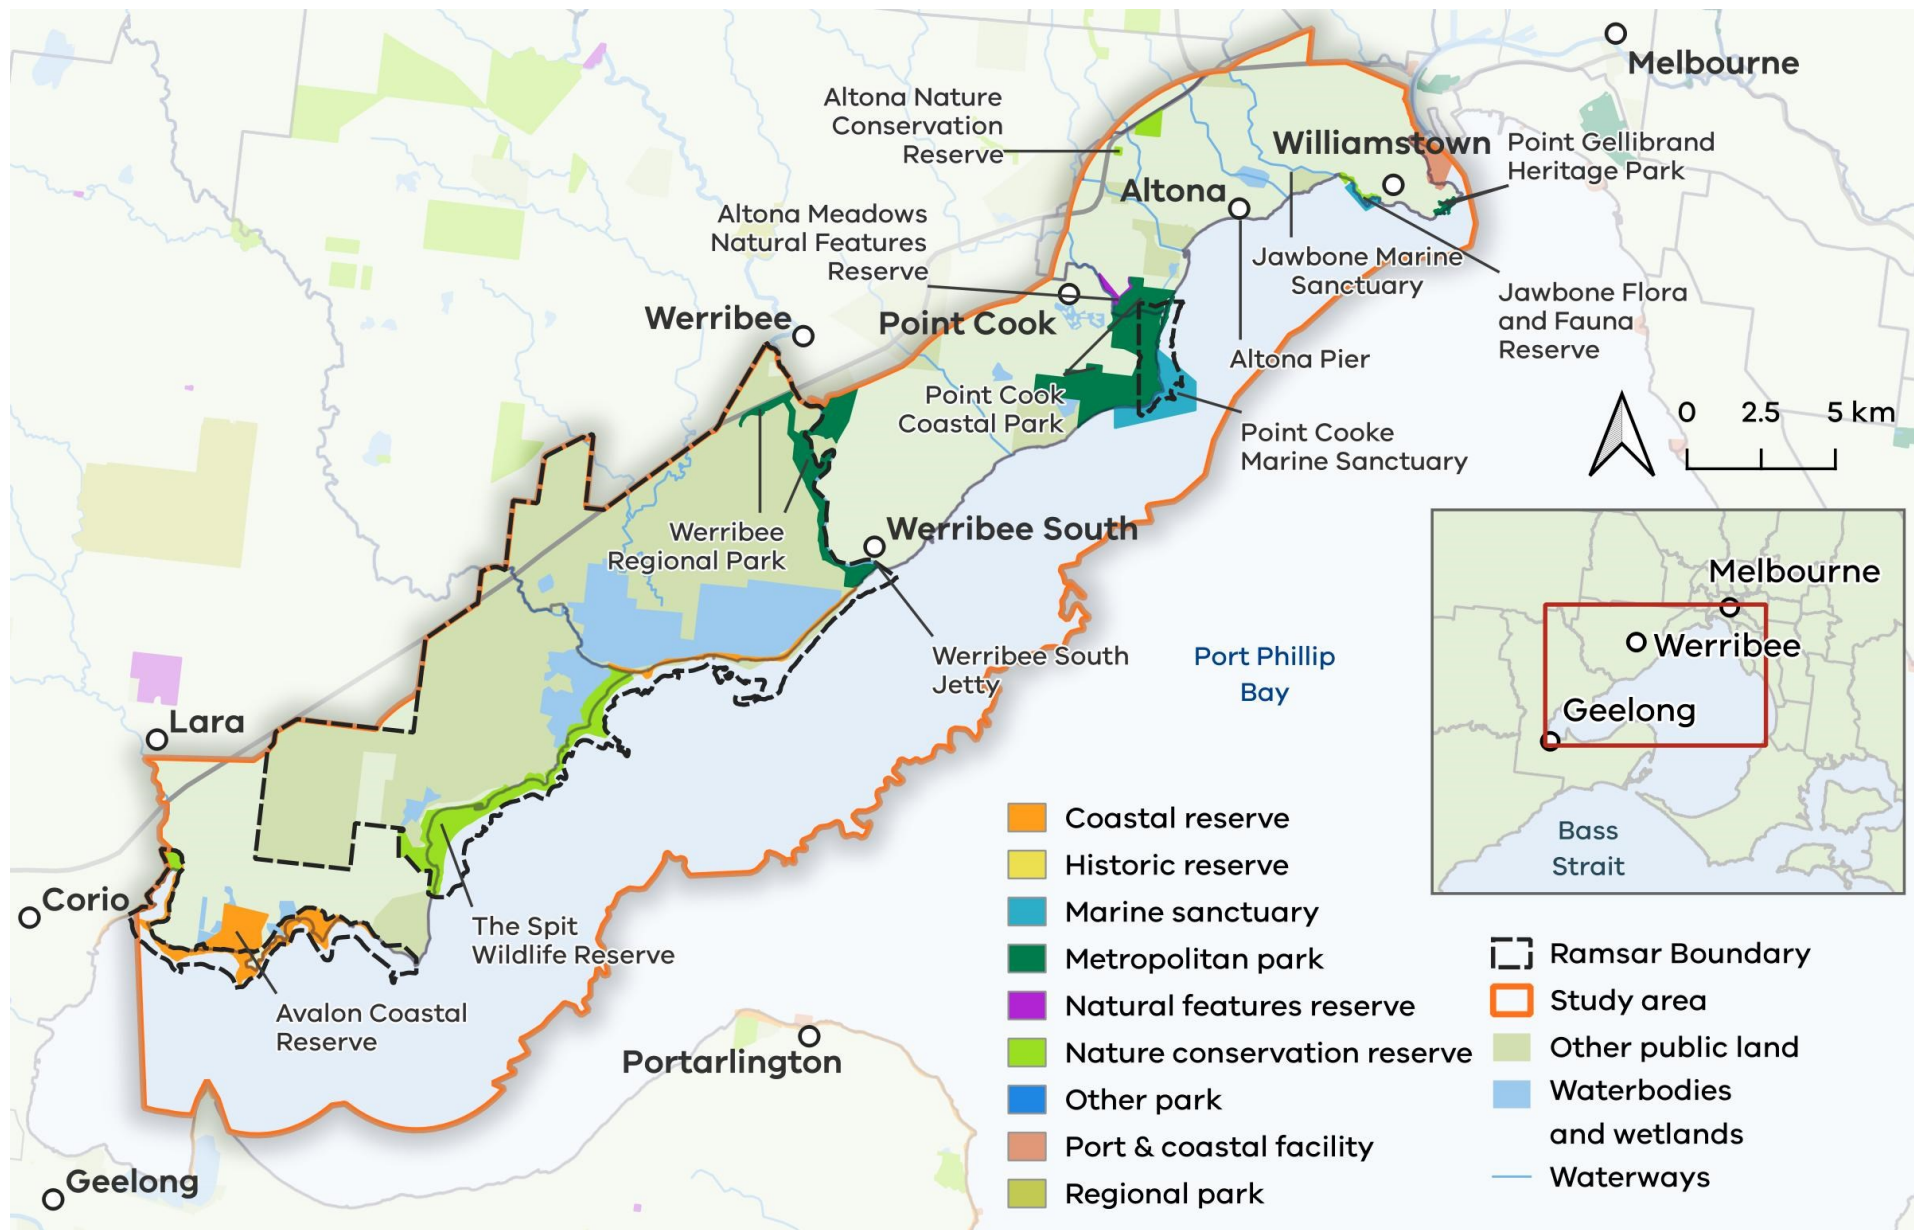 Melbourne
Altona Nature
Conservation
Reserve
Williamstown
Point Gellibrand
Heritage Park
Altona
Altona Meadows
Natural Features
Reserve
Jawbone Marine
Sanctuary
Jawbone Flora
and Fauna
Reserve
Werribee
Point Cook
Altona Pier
Point Cook
Coastal Park
Point Cooke
Marine Sanctuary
0 2.5 5 km
Werribee
Regional Park
Werribee South
Werribee South
Jetty
Port Phillip
Bay
Lara
Corio
The Spit
Wildlife Reserve
Avalon Coastal
Reserve
Portarlington
Geelong
Melbourne
Werribee
Geelong
Bass
Strait
Coastal reserve
Historic reserve
Marine sanctuary
Metropolitan park
Natural features reserve
Nature conservation reserve
Other park
Port & coastal facility
Regional park
Ramsar Boundary
Study area
Other public land
Waterbodies
and wetlands
Waterways